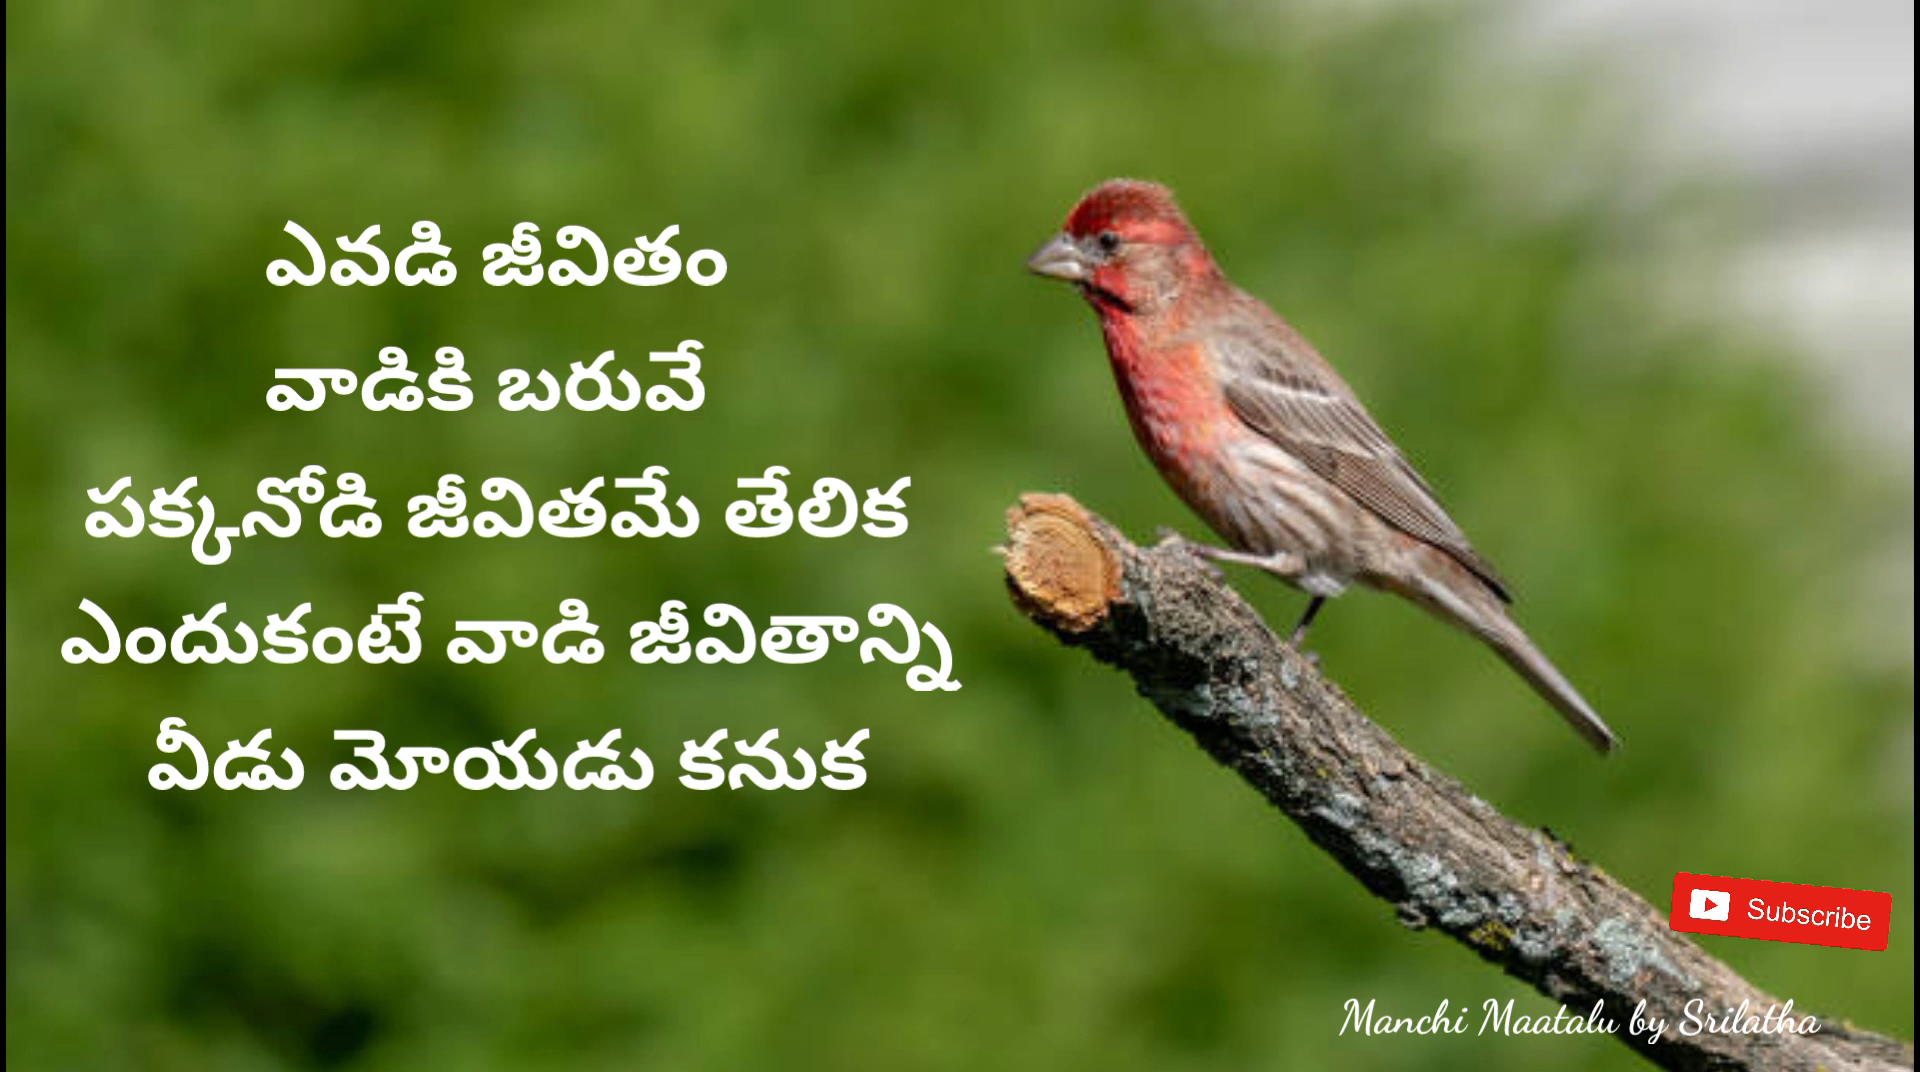 ఎవడి జీవితం
వాడికి బరువే
పక్కనోడి జీవితమే తేలిక
ఎందుకంటే వాడి జీవితాన్ని
వీడు మోయడు కనుక
Subscribe
Manchi Maatalu by Srilatha